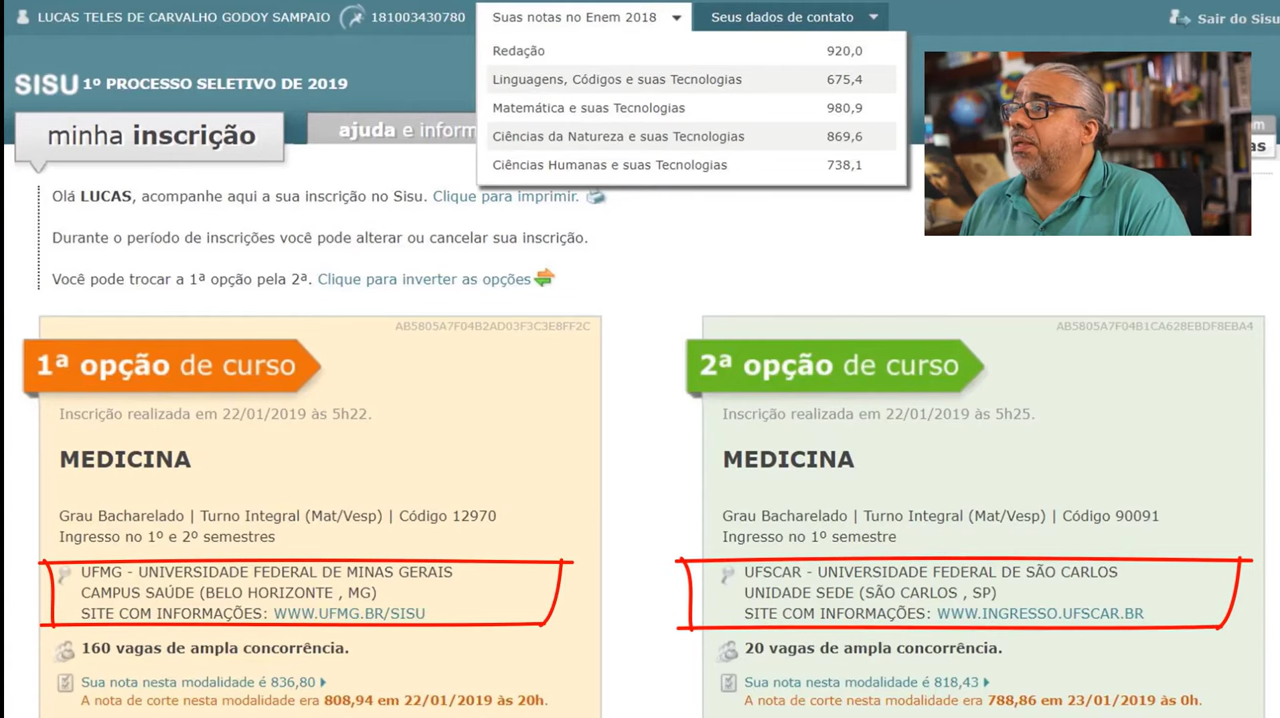 LUCAS TELES DE CARVALHO GODOY SAMPAIO 181003430780 Suas notas no Enem 2018 Seus dados de contato Sair do Sisu
Redação 920,0
Linguagens, Códigos e suas Tecnologias 675,4
Matemática e suas Tecnologias 980,9
Ciências da Natureza e suas Tecnologias 869,6
Ciências Humanas e suas Tecnologias 738,1
SISU 1º PROCESSO SELETIVO DE 2019
minha inscrição ajuda e inform
Olá LUCAS, acompanhe aqui a sua inscrição no Sisu. Clique para imprimir.
Durante o período de inscrições você pode alterar ou cancelar sua inscrição.
Você pode trocar a 1ª opção pela 2ª. Clique para inverter as opções
AB5805A7F04B2AD03F3C3E8FF2C
1ª opção de curso
Inscrição realizada em 22/01/2019 às 5h22.
MEDICINA
Grau Bacharelado | Turno Integral (Mat/Vesp) | Código 12970
Ingresso no 1º e 2º semestres
UFMG - UNIVERSIDADE FEDERAL DE MINAS GERAIS
CAMPUS SAÚDE (BELO HORIZONTE , MG)
SITE COM INFORMAÇÕES: WWW.UFMG.BR/SISU
160 vagas de ampla concorrência.
Sua nota nesta modalidade é 836,80
A nota de corte nesta modalidade era 808,94 em 22/01/2019 às 20h.
AB5805A7F04B1CA628EBDF8EBA4
2ª opção de curso
Inscrição realizada em 22/01/2019 às 5h25.
MEDICINA
Grau Bacharelado | Turno Integral (Mat/Vesp) | Código 90091
Ingresso no 1º semestre
UFSCAR - UNIVERSIDADE FEDERAL DE SÃO CARLOS
UNIDADE SEDE (SÃO CARLOS , SP)
SITE COM INFORMAÇÕES: WWW.INGRESSO.UFSCAR.BR
20 vagas de ampla concorrência.
Sua nota nesta modalidade é 818,43
A nota de corte nesta modalidade era 788,86 em 23/01/2019 às 0h.